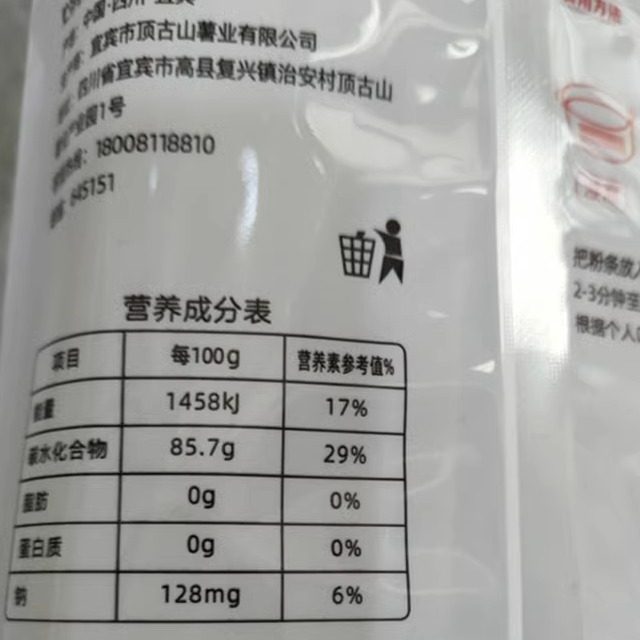 中国·四川·宜宾
宜宾市顶古山薯业有限公司
四川省宜宾市高县复兴镇治安村顶古山
园1号
18008118810
645151
营养成分表
项目 每100g 营养素参考值%
能量 1458kJ 17%
碳水化合物 85.7g 29%
脂肪 0g 0%
蛋白质 0g 0%
钠 128mg 6%
把粉条放入
2-3分钟至
根据个人口